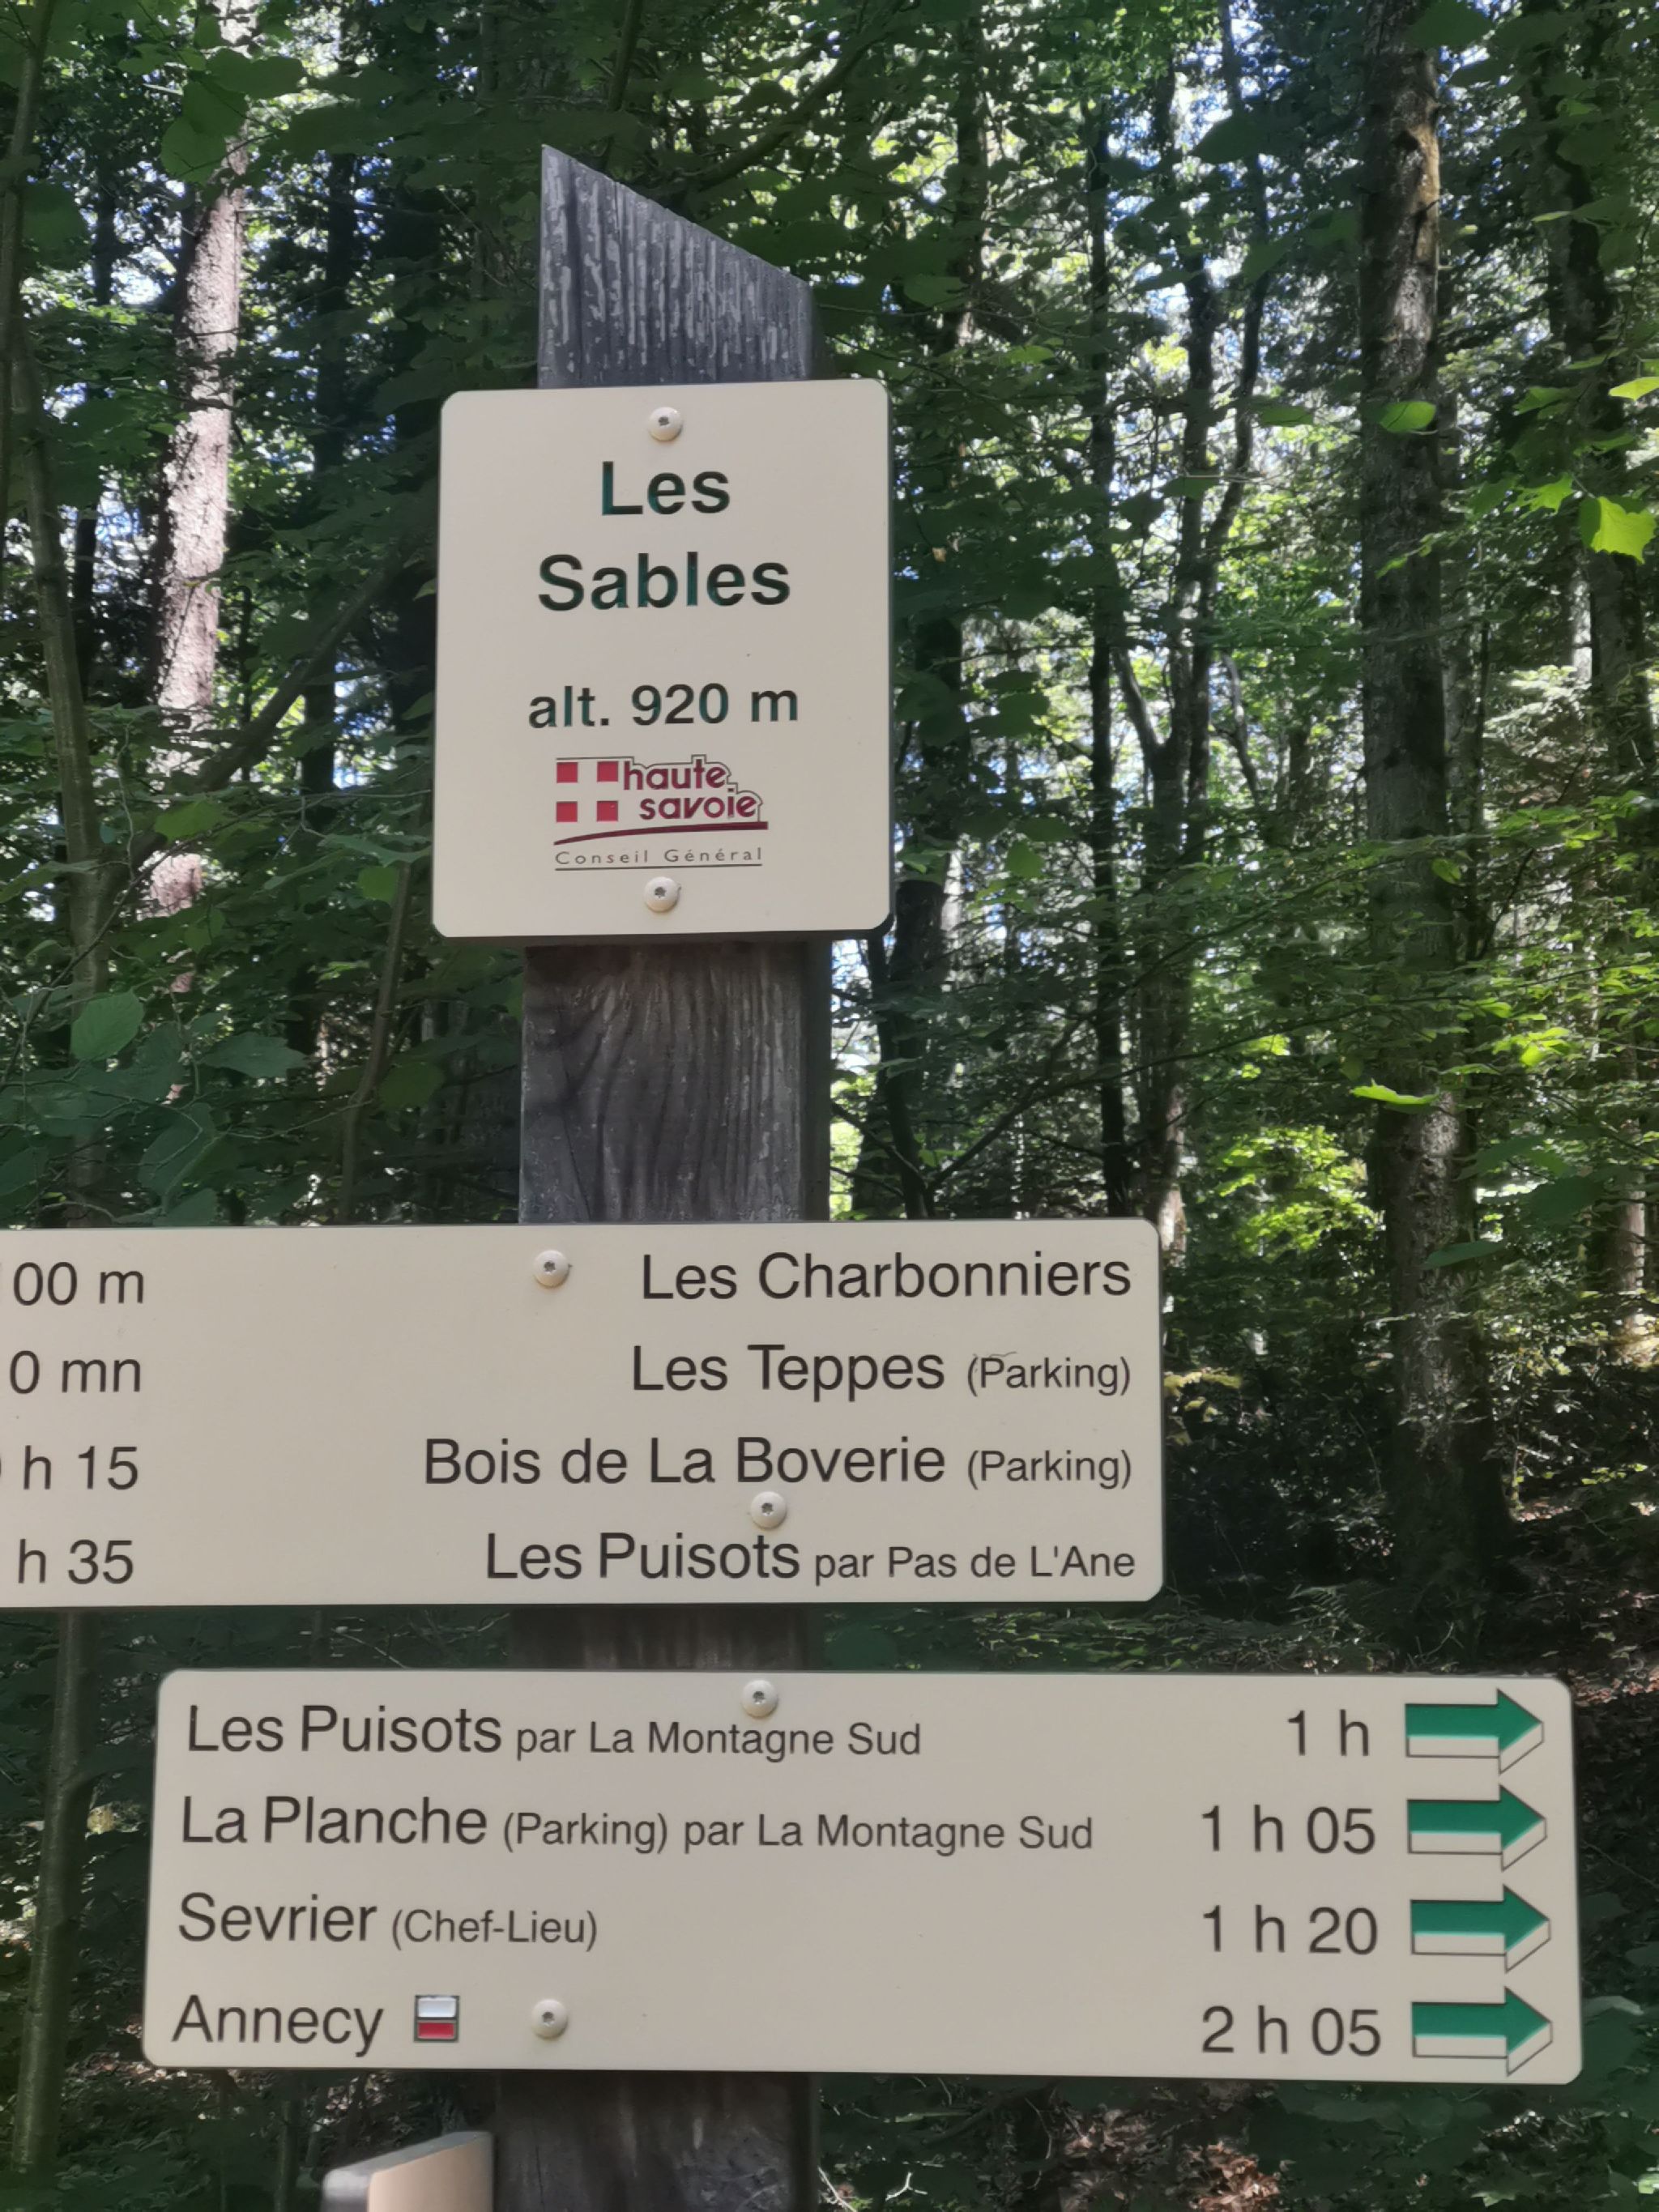 Les
Sables
alt. 920 m
haute
savoie
Conseil Général
00 m Les Charbonniers
0 mn Les Teppes (Parking)
h 15 Bois de La Boverie (Parking)
h 35 Les Puisots par Pas de L'Ane
Les Puisots par La Montagne Sud 1 h
La Planche (Parking) par La Montagne Sud 1 h 05
Sevrier (Chef-Lieu) 1 h 20
Annecy 2 h 05